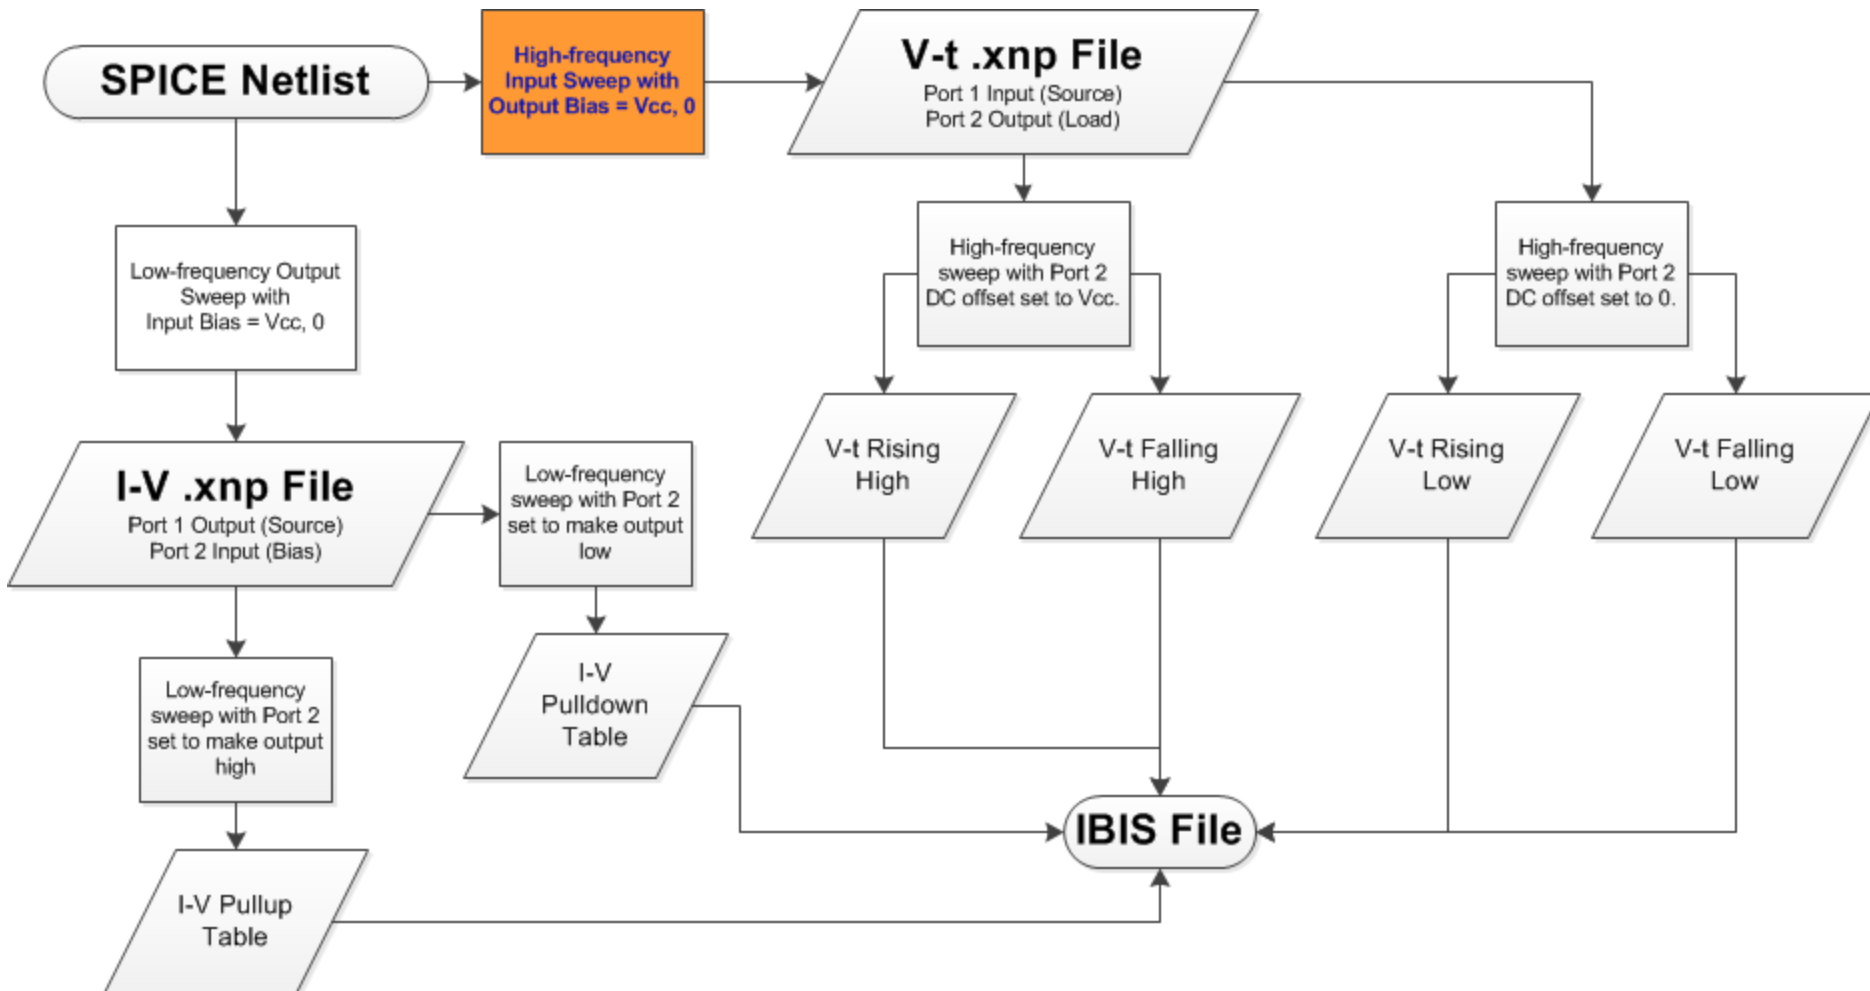 SPICE Netlist
High-frequency
Input Sweep with
Output Bias = Vcc, 0
V-t .xnp File
Port 1 Input (Source)
Port 2 Output (Load)
Low-frequency Output
Sweep with
Input Bias = Vcc, 0
High-frequency
sweep with Port 2
DC offset set to Vcc.
High-frequency
sweep with Port 2
DC offset set to 0.
V-t Rising
High
V-t Falling
High
V-t Rising
Low
V-t Falling
Low
I-V .xnp File
Port 1 Output (Source)
Port 2 Input (Bias)
Low-frequency
sweep with Port 2
set to make output
low
I-V
Pulldown
Table
Low-frequency
sweep with Port 2
set to make output
high
IBIS File
I-V Pullup
Table